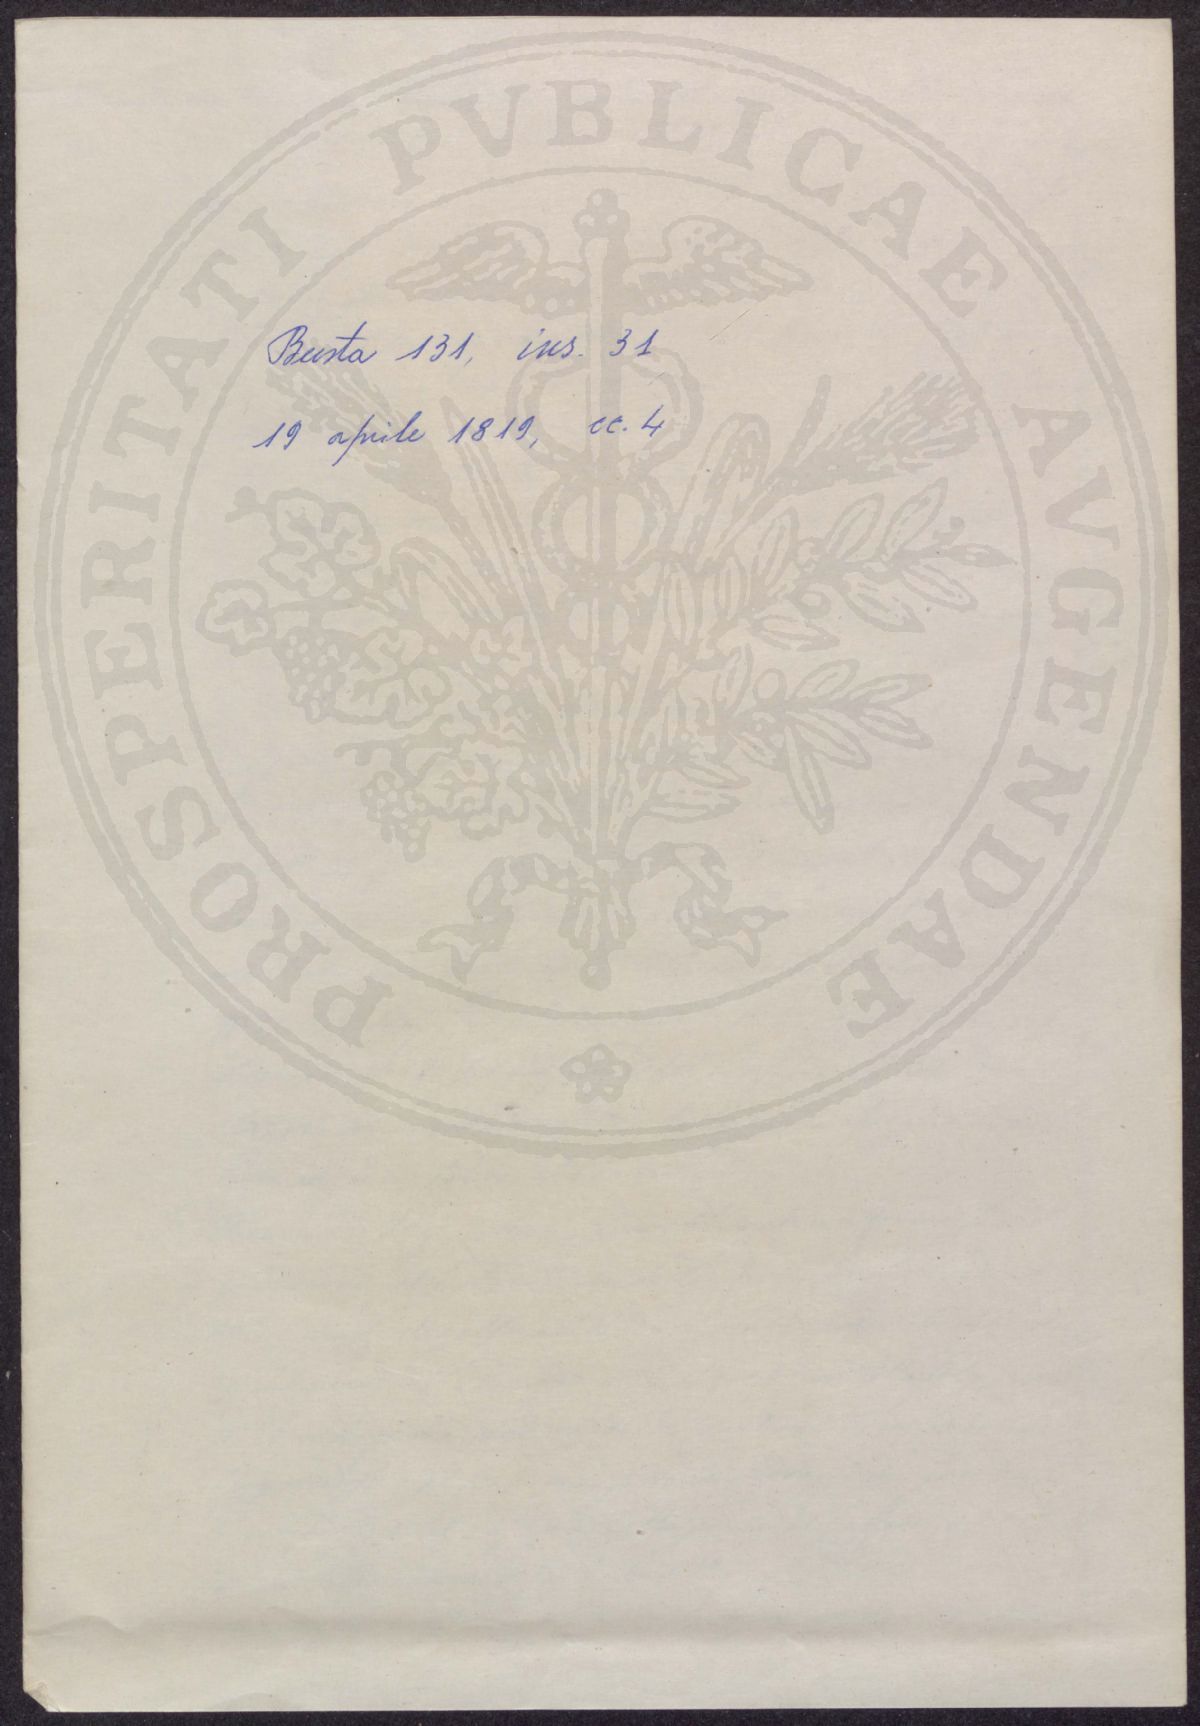 PROSPERITATI PVBLICAE AVGENDAE
Busta 131, ins. 31
19 aprile 1819, cc. 4